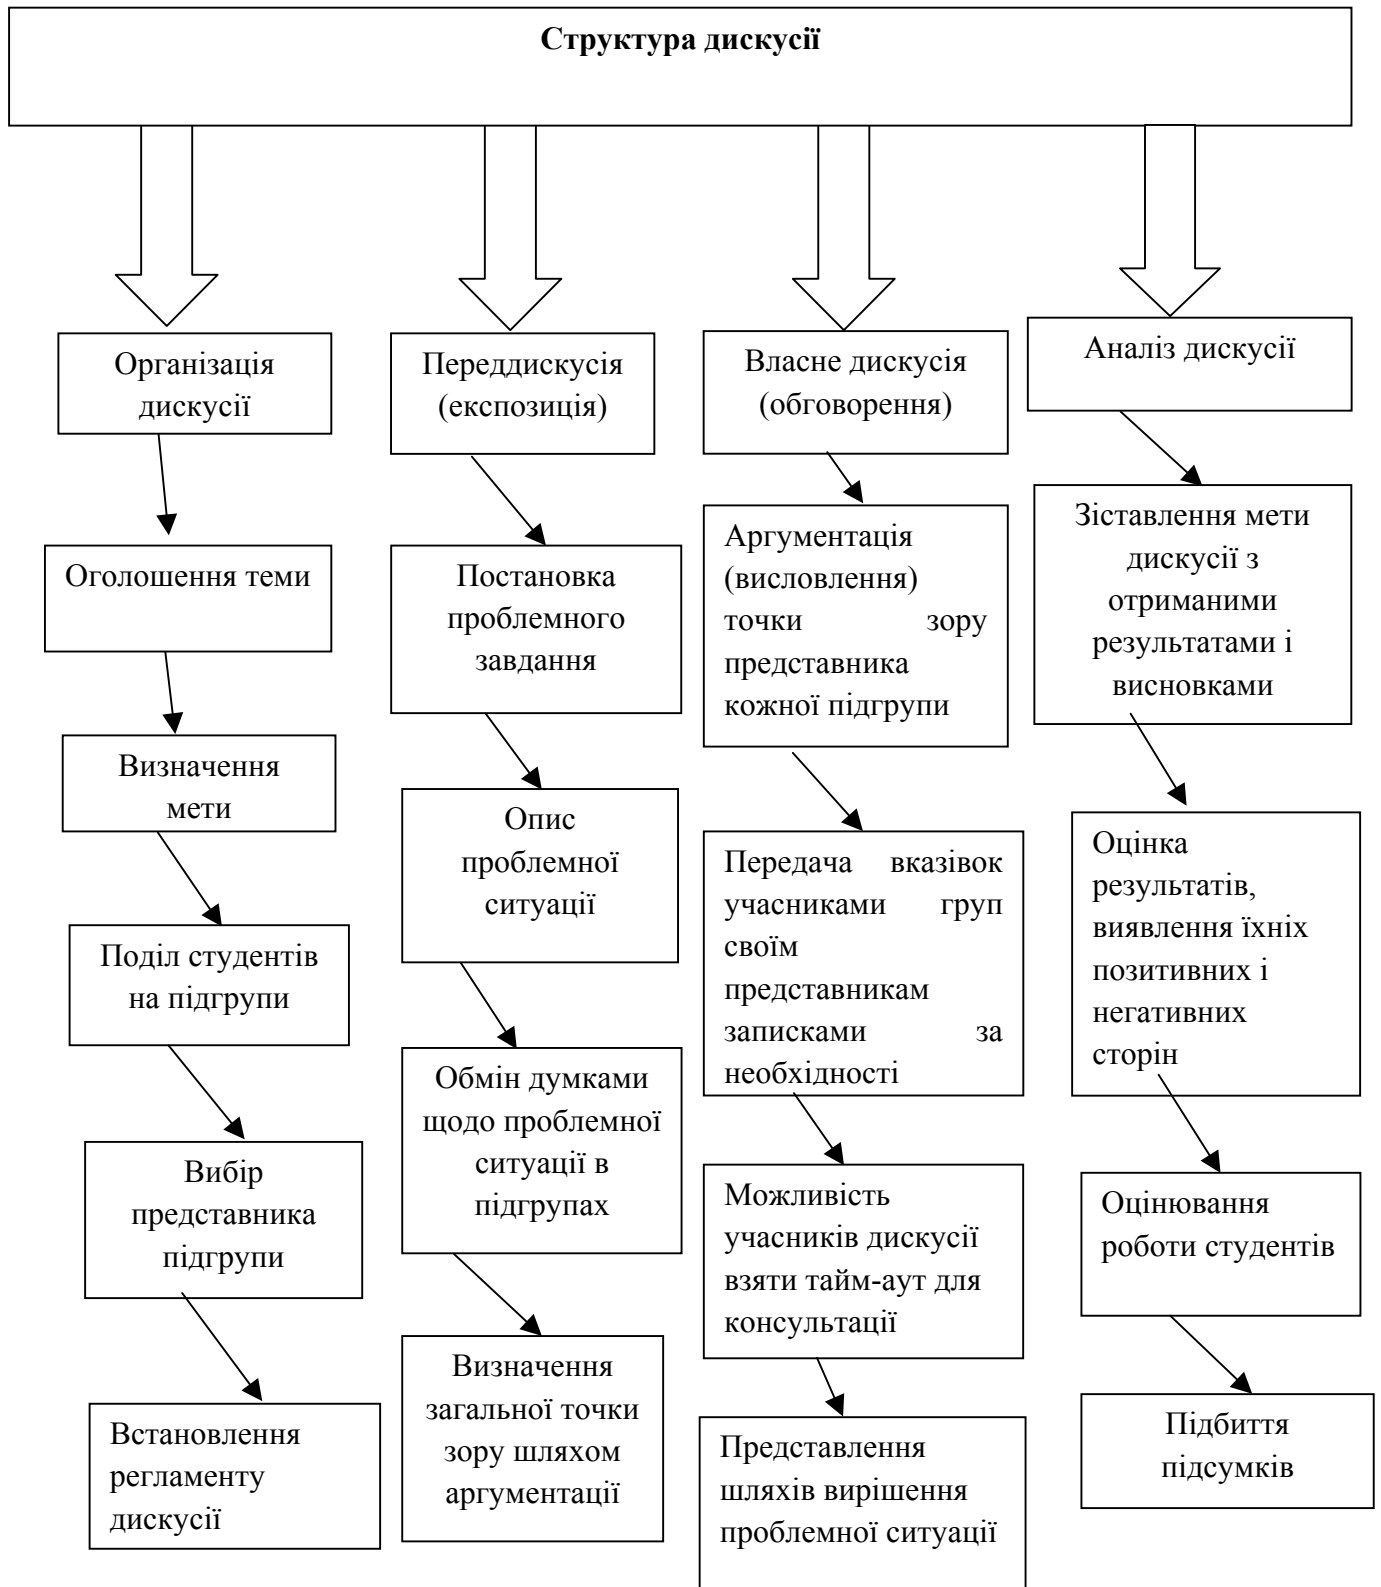 Структура дискусії
Організація
дискусії
Оголошення теми
Визначення
мети
Поділ студентів
на підгрупи
Вибір
представника
підгрупи
Встановлення
регламенту
дискусії
Переддискусія
(експозиція)
Постановка
проблемного
завдання
Опис
проблемної
ситуації
Обмін думками
щодо проблемної
ситуації в
підгрупах
Визначення
загальної точки
зору шляхом
аргументації
Власне дискусія
(обговорення)
Аргументація
(висловлення)
точки зору
представника
кожної підгрупи
Передача вказівок
учасниками груп
своїм
представникам
записками за
необхідності
Можливість
учасників дискусії
взяти тайм-аут для
консультації
Представлення
шляхів вирішення
проблемної ситуації
Аналіз дискусії
Зіставлення мети
дискусії з
отриманими
результатами і
висновками
Оцінка
результатів,
виявлення їхніх
позитивних і
негативних
сторін
Оцінювання
роботи студентів
Підбиття
підсумків